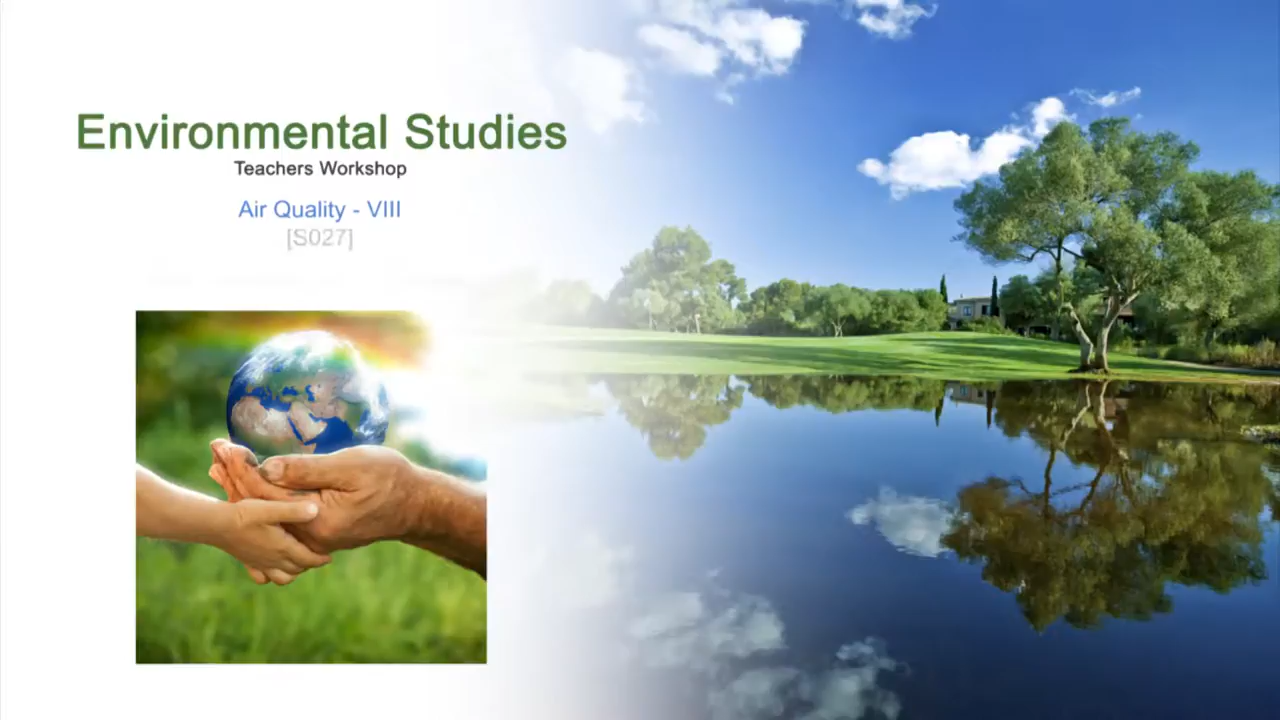 Environmental Studies
Teachers Workshop
Air Quality - VIII
[S027]